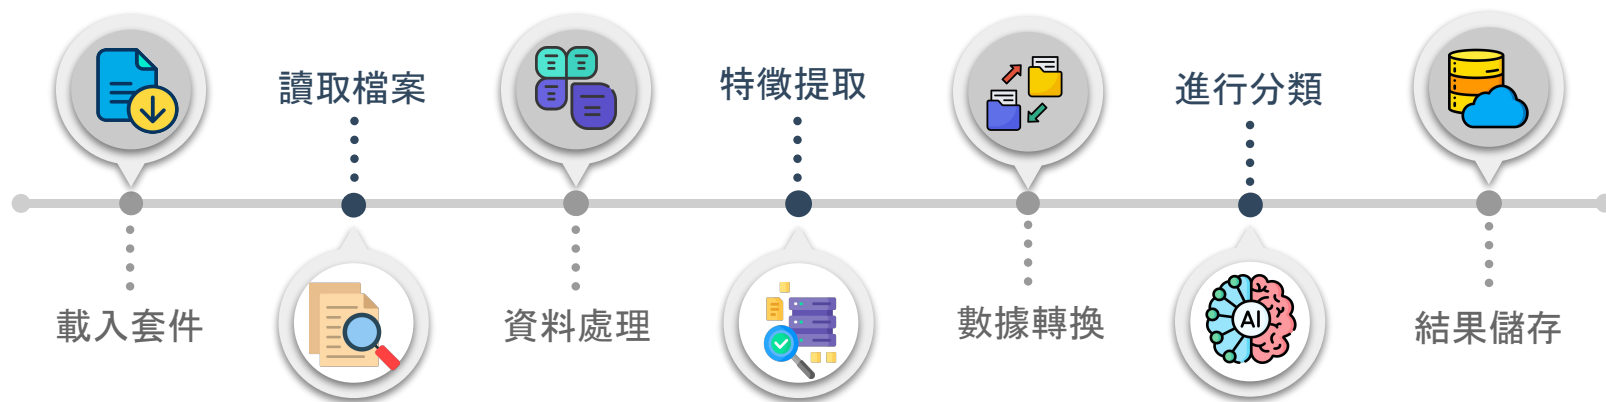 載入套件
讀取檔案
資料處理
特徵提取
數據轉換
進行分類
AI
結果儲存